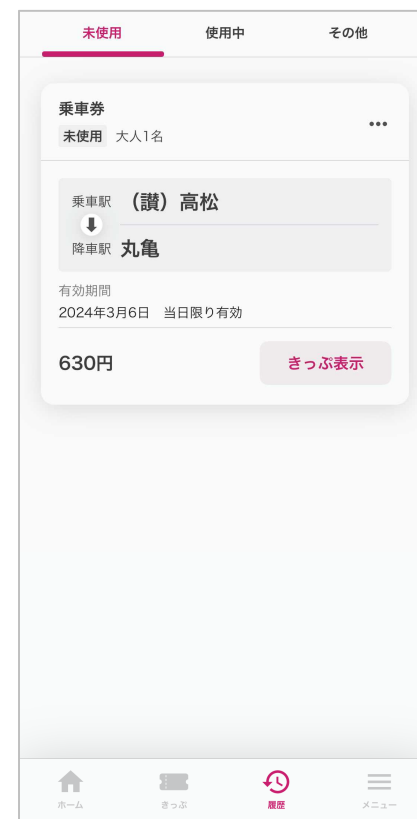 未使用 使用中 その他
乗車券
未使用 大人1名
乗車駅 （讃）高松
降車駅 丸亀
有効期間
2024年3月6日 当日限り有効
630円 きっぷ表示
ホーム きっぷ 履歴 メニュー